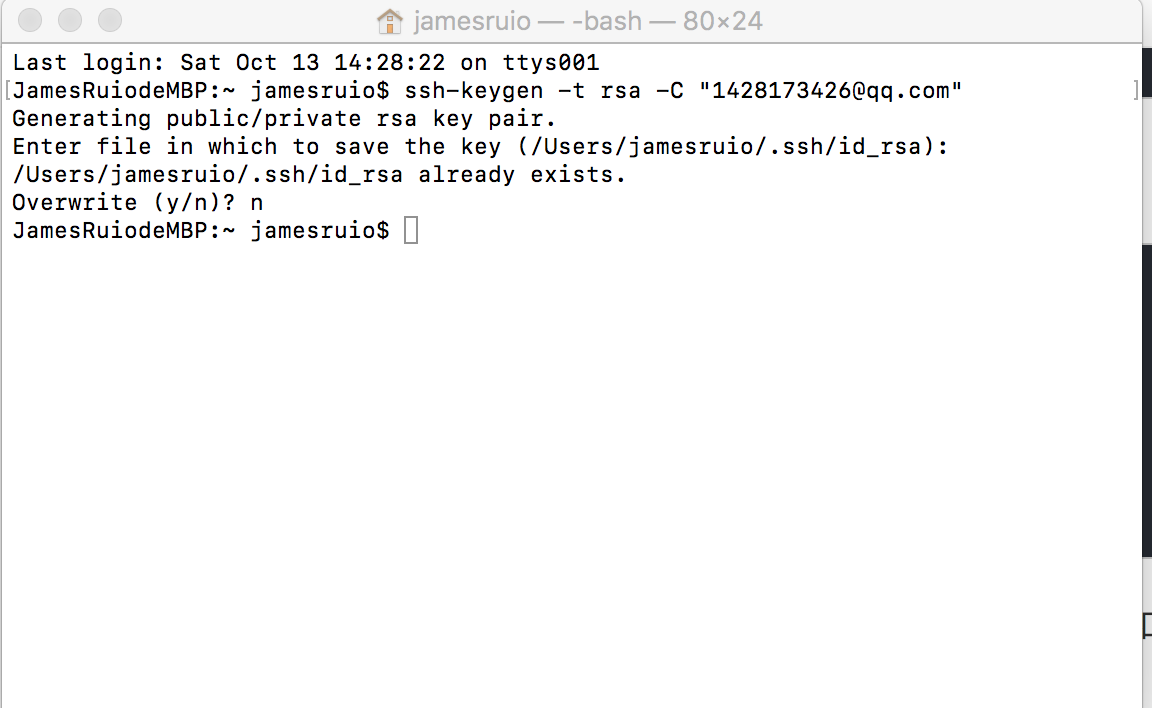 jamesruio — -bash — 80×24
Last login: Sat Oct 13 14:28:22 on ttys001
[JamesRuiodeMBP:~ jamesruio$ ssh-keygen -t rsa -C "1428173426@qq.com" ]
Generating public/private rsa key pair.
Enter file in which to save the key (/Users/jamesruio/.ssh/id_rsa):
/Users/jamesruio/.ssh/id_rsa already exists.
Overwrite (y/n)? n
JamesRuiodeMBP:~ jamesruio$